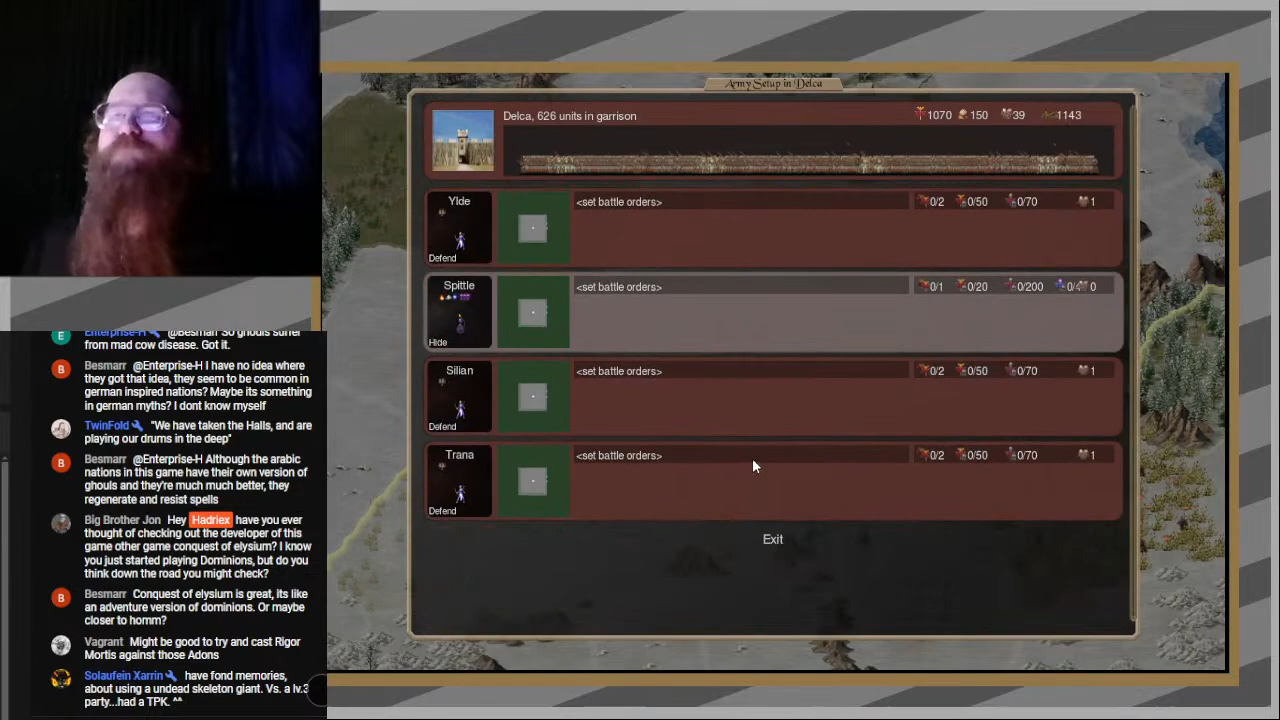 Enterprise-H @Besmarr So ghouls suffer
from mad cow disease. Got it.
Besmarr @Enterprise-H I have no idea where
they got that idea, they seem to be common in
german inspired nations? Maybe its something
in german myths? I dont know myself
TwinFold "We have taken the Halls, and are
playing our drums in the deep"
Besmarr @Enterprise-H Although the arabic
nations in this game have their own version of
ghouls and they're much much better, they
regenerate and resist spells
Big Brother Jon Hey Hadriex have you ever
thought of checking out the developer of this
game other game conquest of elysium? I know
you just started playing Dominions, but do you
think down the road you might check?
Besmarr Conquest of elysium is great, its like
an adventure version of dominions. Or maybe
closer to homm?
Vagrant Might be good to try and cast Rigor
Mortis against those Adons
Solaufein Xarrin have fond memories,
about using a undead skeleton giant. Vs. a lv.3
party...had a TPK. ^^
Army Setup in Delca
Delca, 626 units in garrison 1070 150 39 1143
Ylde <set battle orders> 0/2 0/50 0/70 1
Defend
Spittle <set battle orders> 0/1 0/20 0/200 0
Hide
Silian <set battle orders> 0/2 0/50 0/70 1
Defend
Trana <set battle orders> 0/2 0/50 0/70 1
Defend
Exit